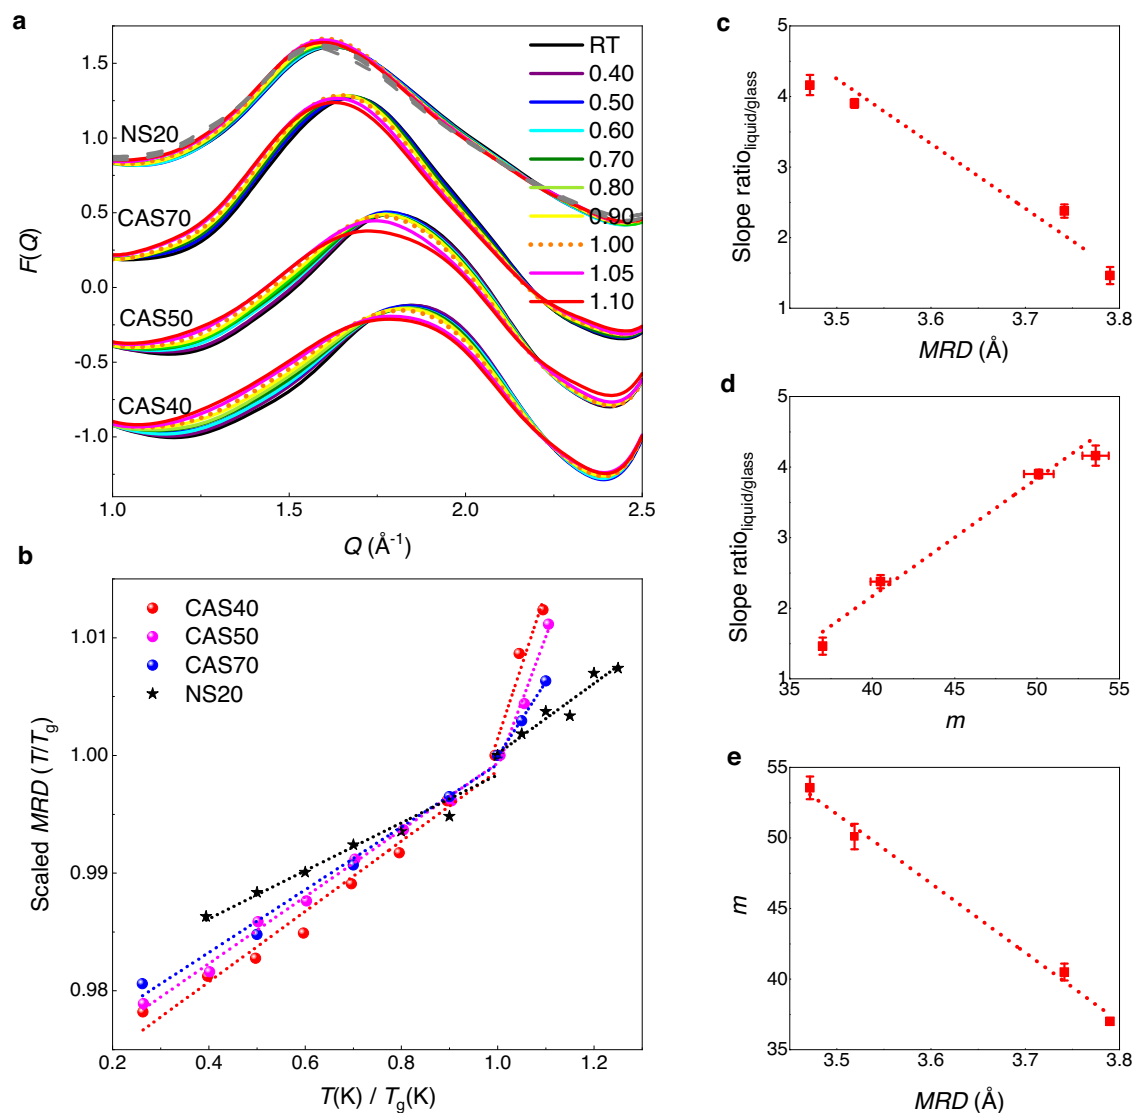 a
F(Q)
1.5
1.0
0.5
0.0
-0.5
-1.0
NS20
CAS70
CAS50
CAS40
RT
0.40
0.50
0.60
0.70
0.80
0.90
1.00
1.05
1.10
1.0 1.5 2.0 2.5
Q (Å-1)
b
Scaled MRD (T/Tg)
1.01
1.00
0.99
0.98
CAS40
CAS50
CAS70
NS20
0.2 0.4 0.6 0.8 1.0 1.2
T(K) / Tg(K)
c
Slope ratioliquid/glass
5
4
3
2
1
3.5 3.6 3.7 3.8
MRD (Å)
d
Slope ratioliquid/glass
5
4
3
2
1
35 40 45 50 55
m
e
m
55
50
45
40
35
3.5 3.6 3.7 3.8
MRD (Å)